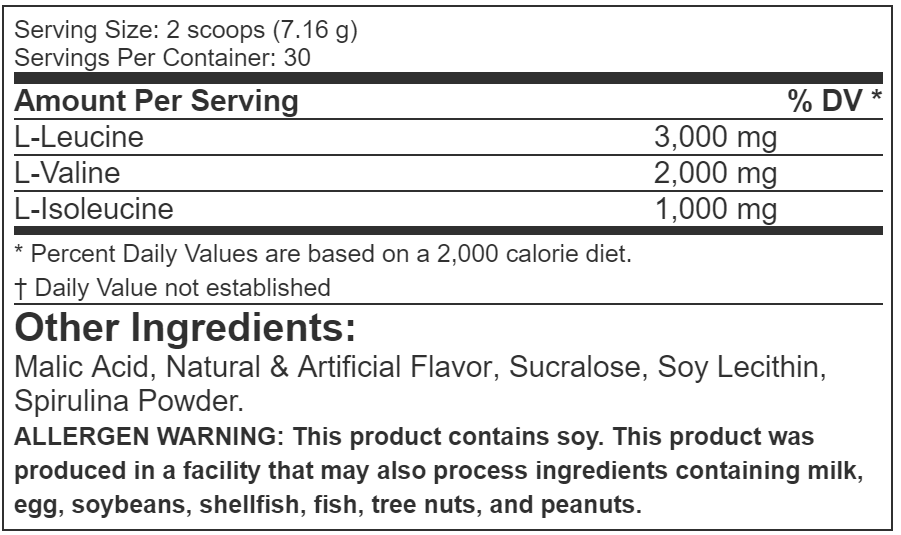 Serving Size: 2 scoops (7.16 g)
Servings Per Container: 30
Amount Per Serving % DV *
L-Leucine 3,000 mg
L-Valine 2,000 mg
L-Isoleucine 1,000 mg
* Percent Daily Values are based on a 2,000 calorie diet.
† Daily Value not established
Other Ingredients:
Malic Acid, Natural & Artificial Flavor, Sucralose, Soy Lecithin,
Spirulina Powder.
ALLERGEN WARNING: This product contains soy. This product was
produced in a facility that may also process ingredients containing milk,
egg, soybeans, shellfish, fish, tree nuts, and peanuts.